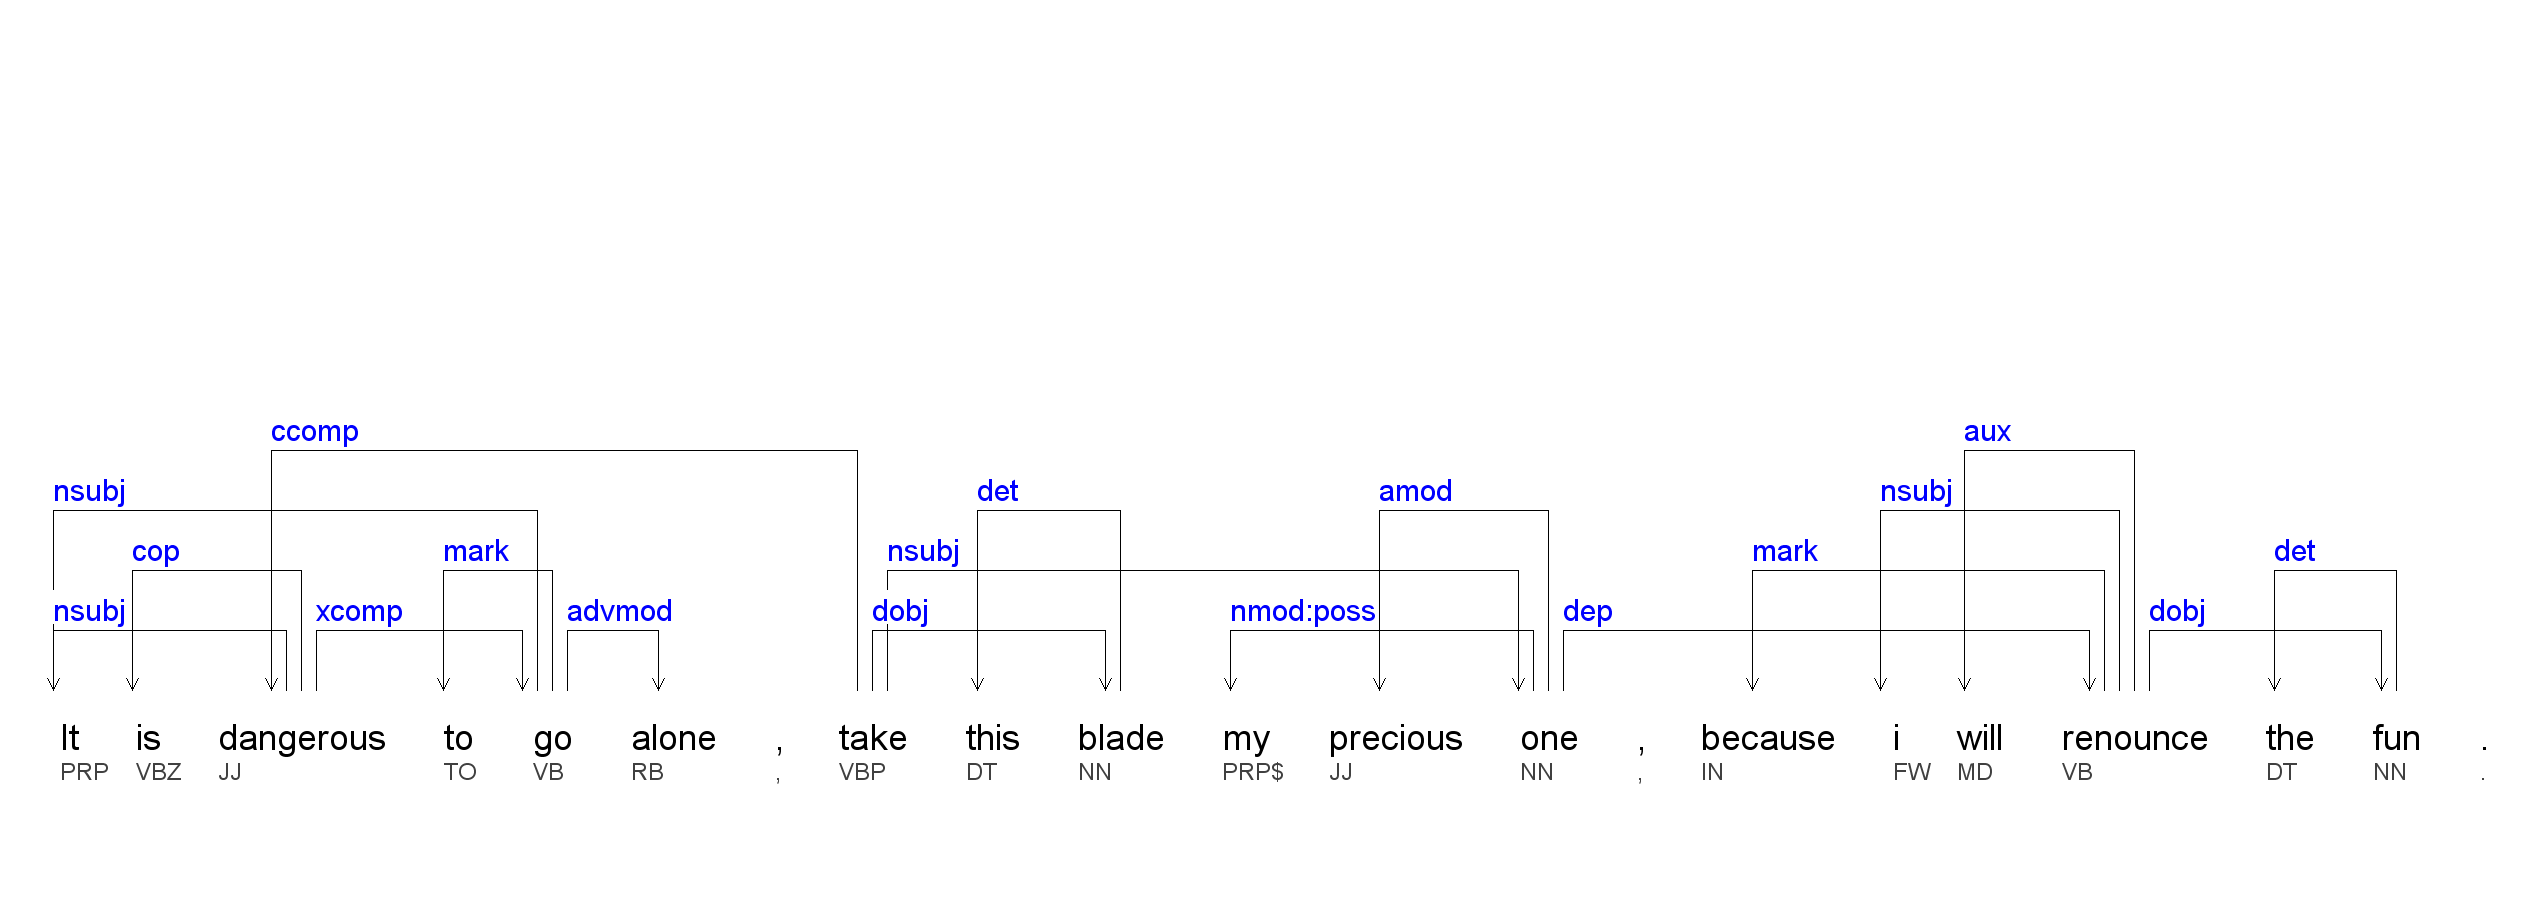 ccomp aux
nsubj det amod nsubj
cop mark nsubj mark det
nsubj xcomp advmod dobj nmod:poss dep dobj
It is dangerous to go alone , take this blade my precious one , because i will renounce the fun .
PRP VBZ JJ TO VB RB , VBP DT NN PRP$ JJ NN , IN FW MD VB DT NN .